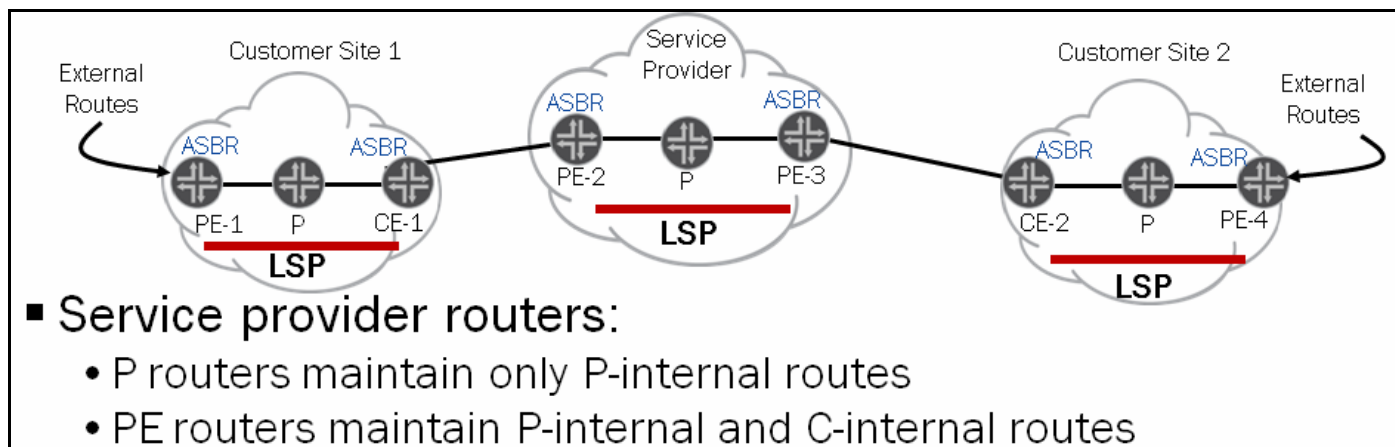 Customer Site 1
Service
Provider
Customer Site 2
External
Routes
External
Routes
ASBR
ASBR
ASBR
ASBR
ASBR
ASBR
PE-1
P
CE-1
PE-2
P
PE-3
CE-2
P
PE-4
LSP
LSP
LSP
▪ Service provider routers:
• P routers maintain only P-internal routes
• PE routers maintain P-internal and C-internal routes